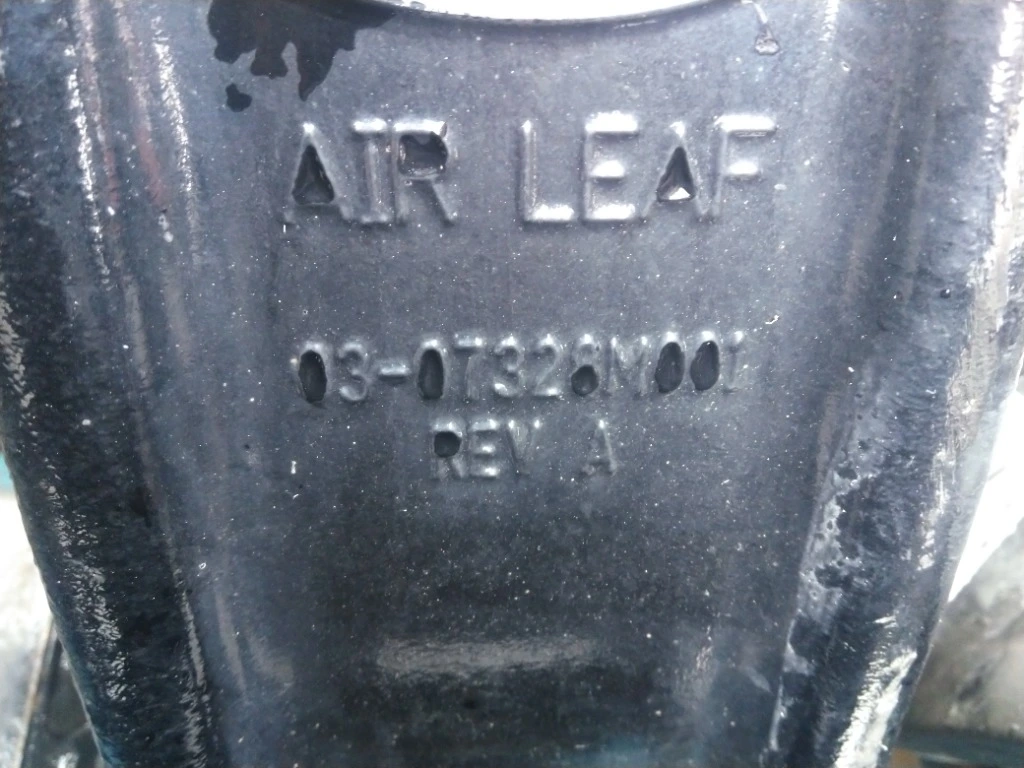 AIR LEAF
03-07328M001
REV A